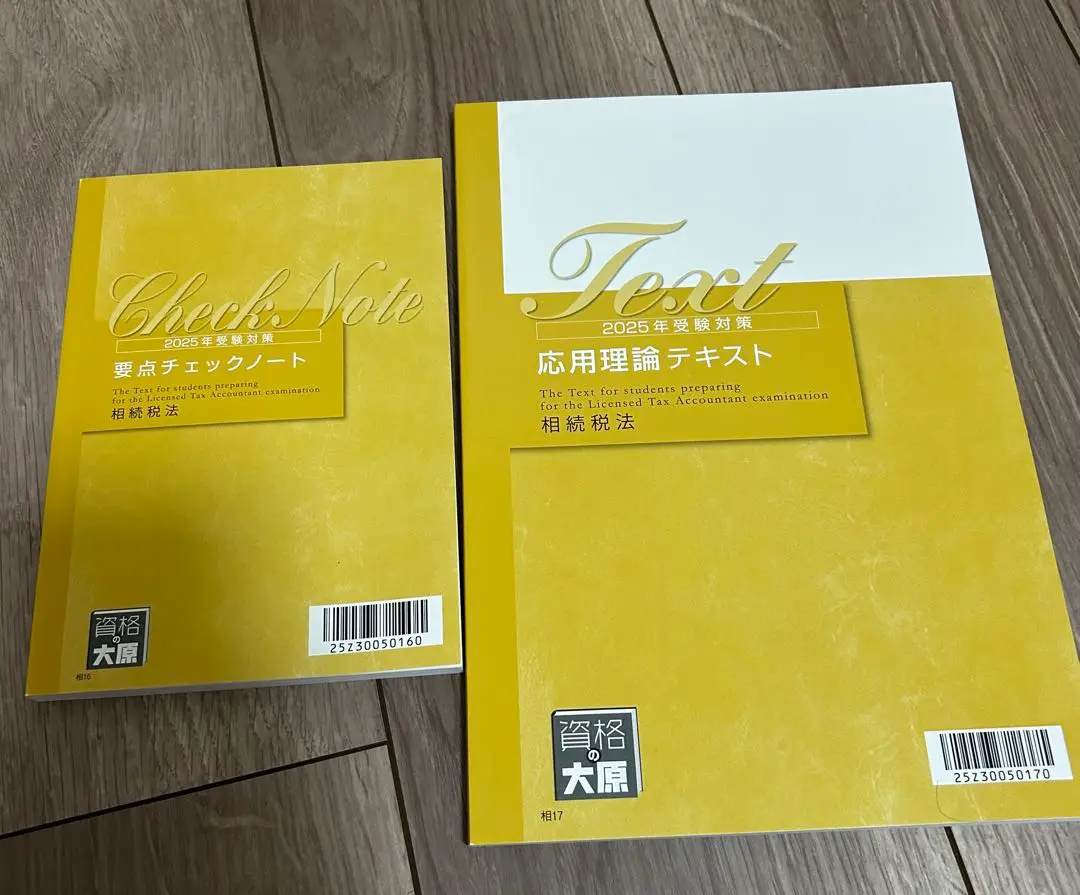 Check Note
2025年受験対策
要点チェックノート
The Text for students preparing
for the Licensed Tax Accountant examination
相続税法
資格
の
大原
25Z30050160
相16
Text
2025年受験対策
応用理論テキスト
The Text for students preparing
for the Licensed Tax Accountant examination
相続税法
資格
の
大原
25Z30050170
相17